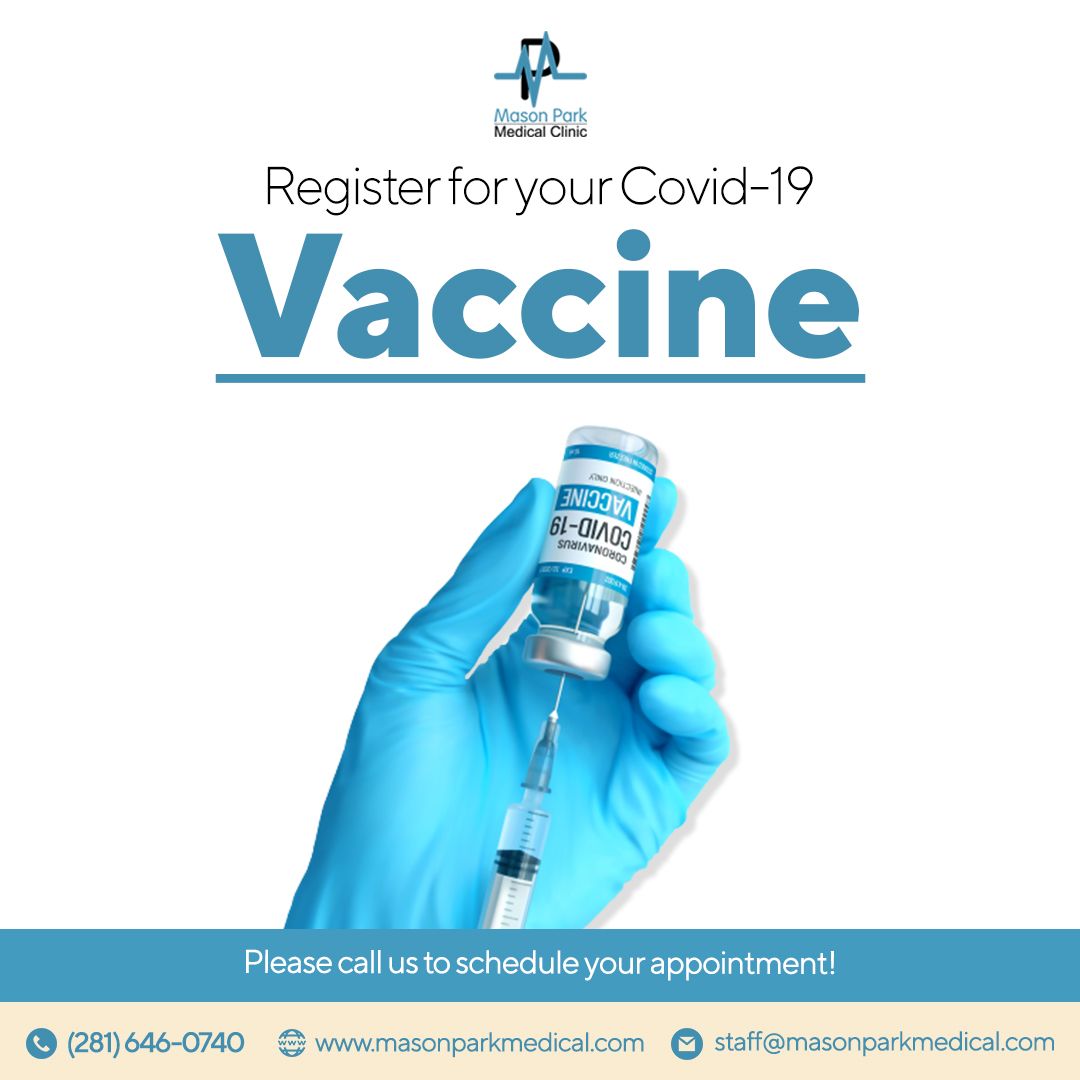 P
Mason Park
Medical Clinic
Register for your Covid-19
Vaccine
INJECTION ONLY
VACCINE
COVID-19
CORONAVIRUS
Please call us to schedule your appointment!
(281) 646-0740
www.masonparkmedical.com
staff@masonparkmedical.com